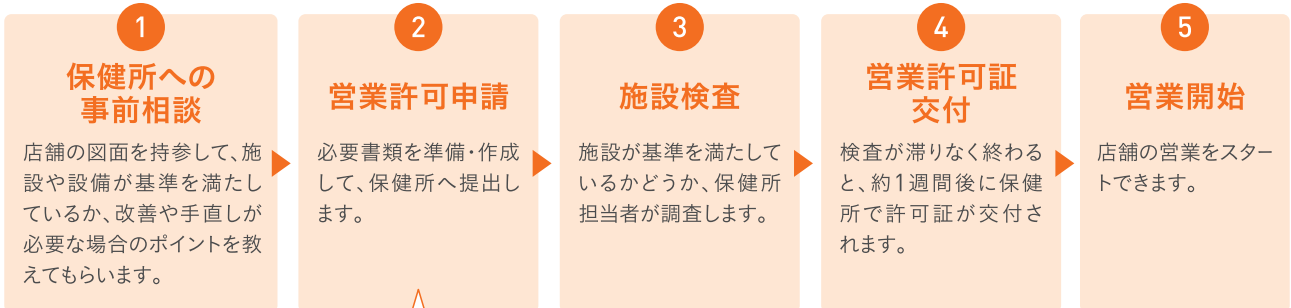 1
保健所への
事前相談
店舗の図面を持参して、施
設や設備が基準を満たし
ているか、改善や手直しが
必要な場合のポイントを教
えてもらいます。
2
営業許可申請
必要書類を準備・作成
して、保健所へ提出し
ます。
3
施設検査
施設が基準を満たして
いるかどうか、保健所
担当者が調査します。
4
営業許可証
交付
検査が滞りなく終わる
と、約1週間後に保健
所で許可証が交付さ
れます。
5
営業開始
店舗の営業をスター
トできます。